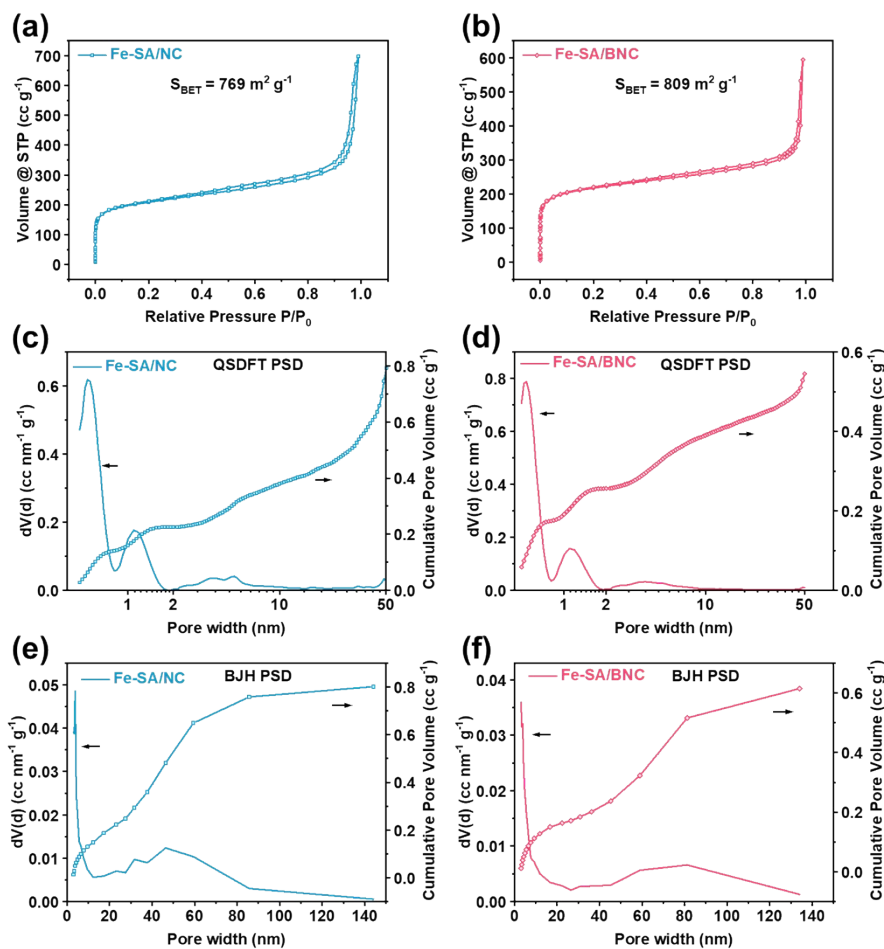 (a)
Fe-SA/NC
S_BET = 769 m² g⁻¹
Volume @ STP (cc g⁻¹)
700
600
500
400
300
200
100
0
0.0 0.2 0.4 0.6 0.8 1.0
Relative Pressure P/P₀
(b)
Fe-SA/BNC
S_BET = 809 m² g⁻¹
Volume @ STP (cc g⁻¹)
600
500
400
300
200
100
0
0.0 0.2 0.4 0.6 0.8 1.0
Relative Pressure P/P₀
(c)
Fe-SA/NC
QSDFT PSD
dV(d) (cc nm⁻¹ g⁻¹)
0.6
0.4
0.2
0.0
Cumulative Pore Volume (cc g⁻¹)
0.8
0.6
0.4
0.2
0.0
1 2 10 50
Pore width (nm)
(d)
Fe-SA/BNC
QSDFT PSD
dV(d) (cc nm⁻¹ g⁻¹)
0.8
0.6
0.4
0.2
0.0
Cumulative Pore Volume (cc g⁻¹)
0.6
0.4
0.2
0.0
1 2 10 50
Pore width (nm)
(e)
Fe-SA/NC
BJH PSD
dV(d) (cc nm⁻¹ g⁻¹)
0.05
0.04
0.03
0.02
0.01
0.00
Cumulative Pore Volume (cc g⁻¹)
0.8
0.6
0.4
0.2
0.0
0 20 40 60 80 100 120 140
Pore width (nm)
(f)
Fe-SA/BNC
BJH PSD
dV(d) (cc nm⁻¹ g⁻¹)
0.04
0.03
0.02
0.01
0.00
Cumulative Pore Volume (cc g⁻¹)
0.6
0.4
0.2
0.0
0 20 40 60 80 100 120 140
Pore width (nm)